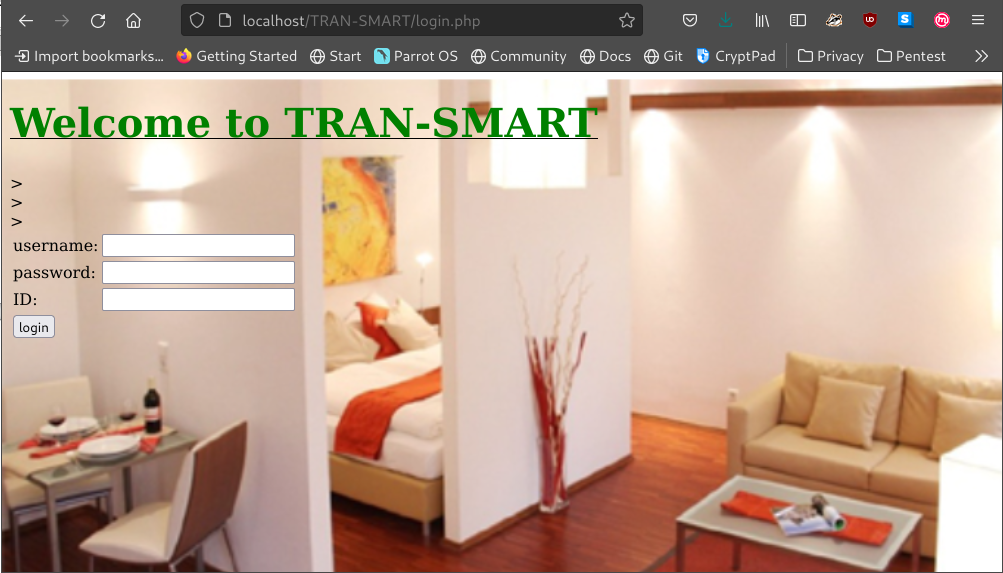 localhost/TRAN-SMART/login.php
Import bookmarks... Getting Started Start Parrot OS Community Docs Git CryptPad Privacy Pentest
Welcome to TRAN-SMART
>
>
>
username:
password:
ID:
login